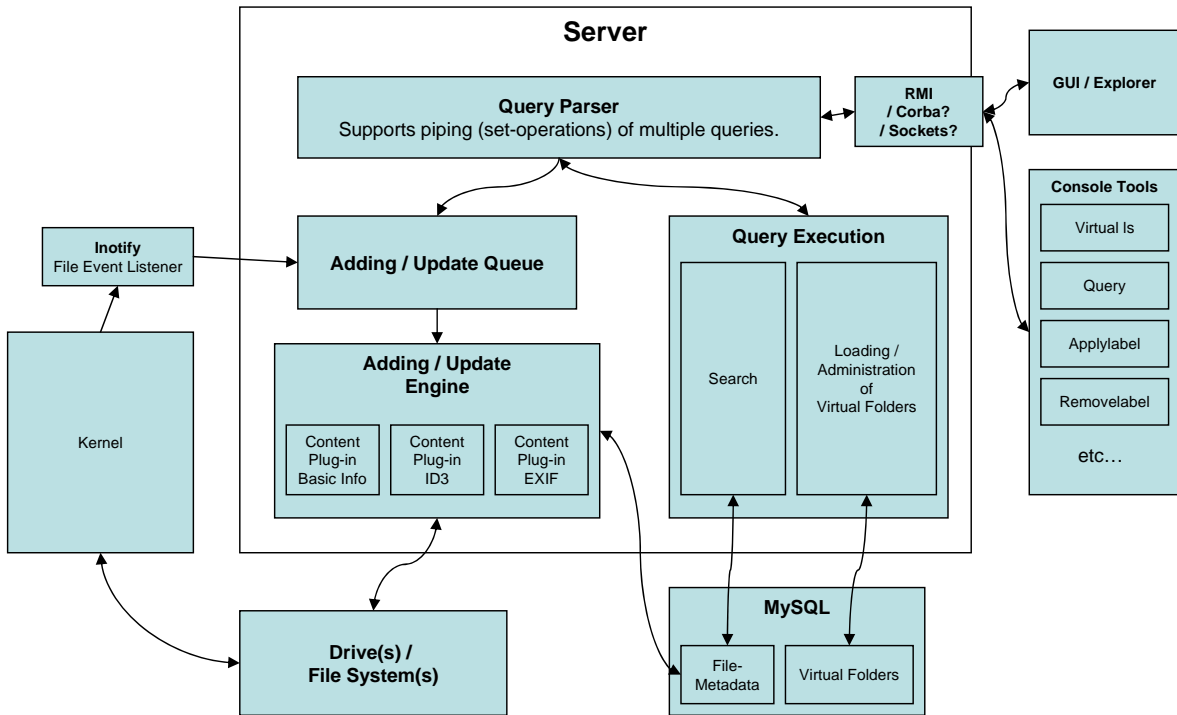 Server
Query Parser
Supports piping (set-operations) of multiple queries.
RMI
/ Corba?
/ Sockets?
GUI / Explorer
Console Tools
Virtual ls
Query
Applylabel
Removelabel
etc…
Inotify
File Event Listener
Adding / Update Queue
Query Execution
Search
Loading /
Administration
of
Virtual Folders
Kernel
Adding / Update
Engine
Content
Plug-in
Basic Info
Content
Plug-in
ID3
Content
Plug-in
EXIF
Drive(s) /
File System(s)
MySQL
File-
Metadata
Virtual Folders